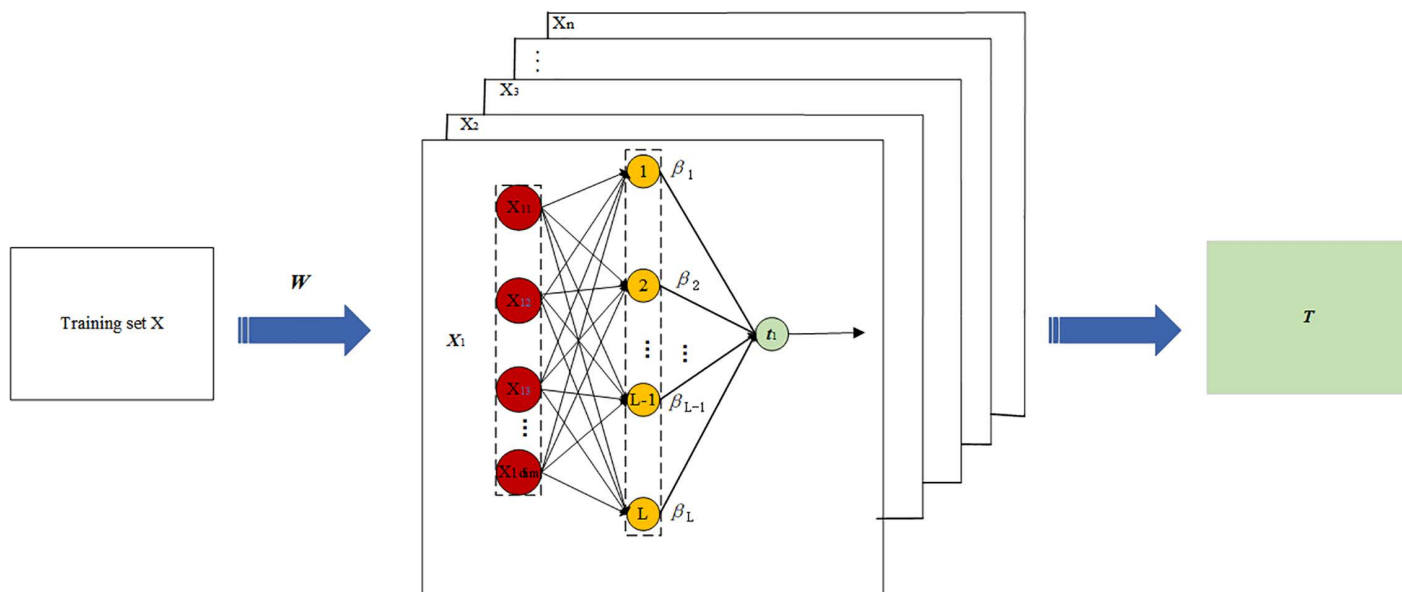 Xn
⋮
X3
X2
1
β1
X11
2
β2
X12
W
Training set X
X1
⋮ ⋮
t1
T
X13
L-1
βL-1
⋮
X1dim
L
βL